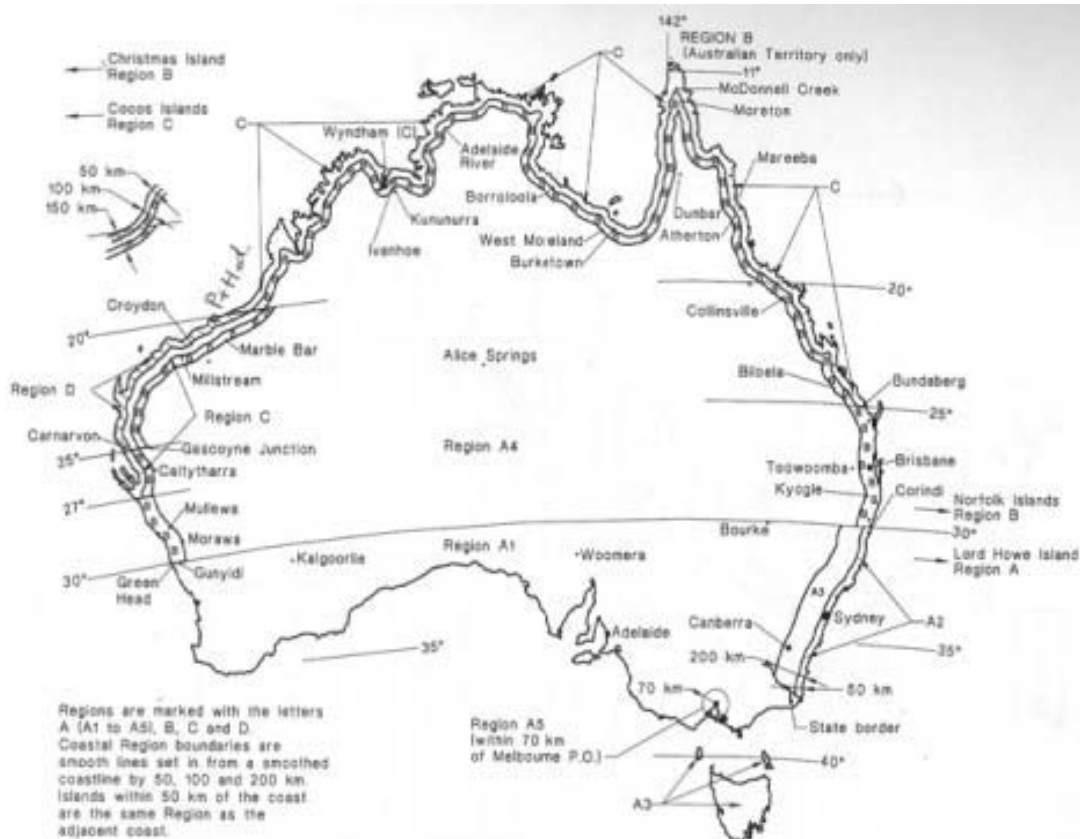 142°
REGION B
(Australian Territory only)
11°
Christmas Island
Region B
Cocos Islands
Region C
C
C
McDonnell Creek
Moreton
Wyndham (C)
Adelaide
River
Mareeba
50 km
100 km
150 km
C
Borroloola
Kununurra
Dunbar
Atherton
West Moreland
Ivanhoe
Burketown
Pt Hed
20°
Croydon
Collinsville
20°
Marble Bar
Alice Springs
Millstream
Biloela
Bundaberg
Region D
Region C
25°
Carnarvon
Gascoyne Junction
Region A4
25°
Callytharra
Toowoomba
Brisbane
Kyogle
Corindi
27°
Mullewa
Norfolk Islands
Region B
Morawa
Bourke
30°
Region A1
Kalgoorlie
Woomera
Lord Howe Island
Region A
30°
Gunyidi
Green
Head
A3
Sydney
Adelaide
Canberra
A2
35°
35°
200 km
70 km
50 km
Regions are marked with the letters
A (A1 to A5), B, C and D.
Coastal Region boundaries are
smooth lines set in from a smoothed
coastline by 50, 100 and 200 km.
Islands within 50 km of the coast
are the same Region as the
adjacent coast.
Region A5
(within 70 km
of Melbourne P.O.)
State border
40°
A3